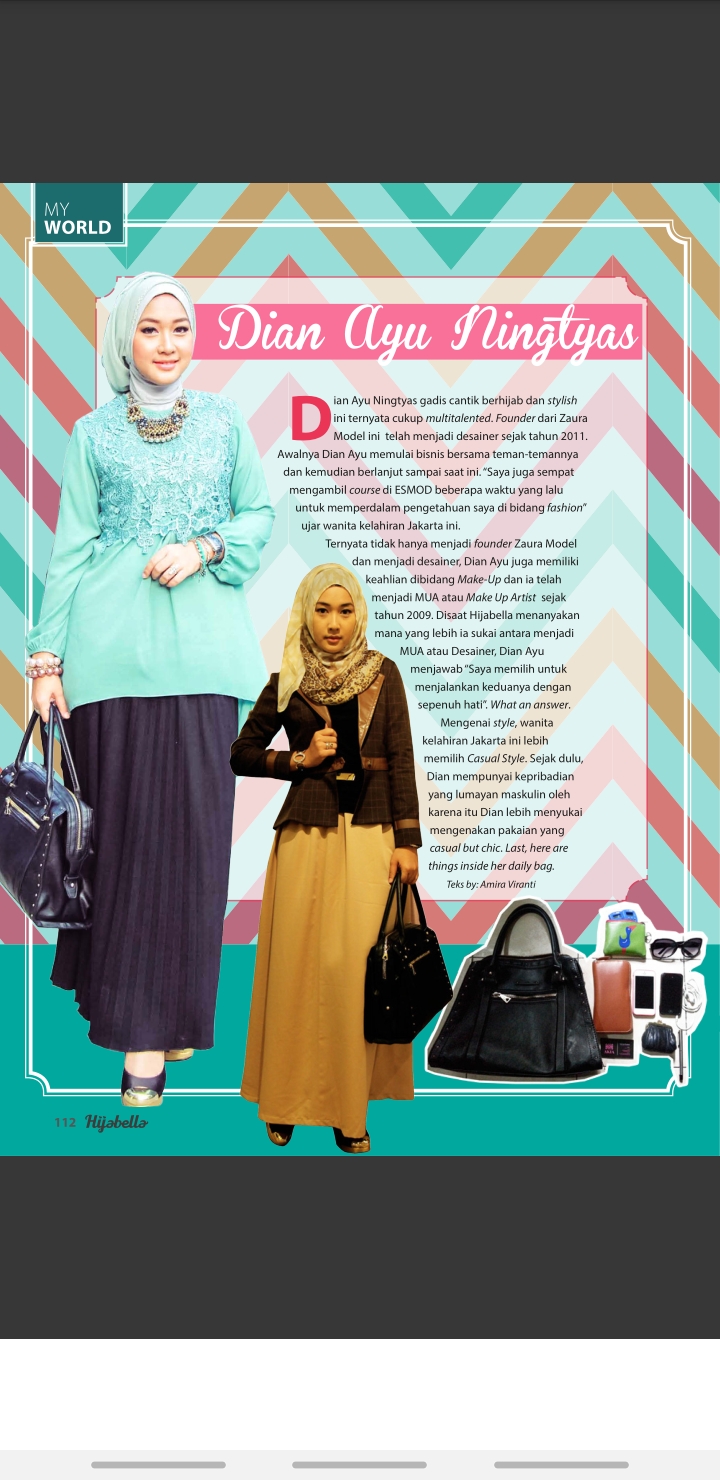 MY
WORLD
Dian Ayu Ningtyas
Dian Ayu Ningtyas gadis cantik berhijab dan stylish
ini ternyata cukup multitalented. Founder dari Zaura
Model ini telah menjadi desainer sejak tahun 2011.
Awalnya Dian Ayu memulai bisnis bersama teman-temannya
dan kemudian berlanjut sampai saat ini. “Saya juga sempat
mengambil course di ESMOD beberapa waktu yang lalu
untuk memperdalam pengetahuan saya di bidang fashion”
ujar wanita kelahiran Jakarta ini.
Ternyata tidak hanya menjadi founder Zaura Model
dan menjadi desainer, Dian Ayu juga memiliki
keahlian dibidang Make-Up dan ia telah
menjadi MUA atau Make Up Artist sejak
tahun 2009. Disaat Hijabella menanyakan
mana yang lebih ia sukai antara menjadi
MUA atau Desainer, Dian Ayu
menjawab “Saya memilih untuk
menjalankan keduanya dengan
sepenuh hati”. What an answer.
Mengenai style, wanita
kelahiran Jakarta ini lebih
memilih Casual Style. Sejak dulu,
Dian mempunyai kepribadian
yang lumayan maskulin oleh
karena itu Dian lebih menyukai
mengenakan pakaian yang
casual but chic. Last, here are
things inside her daily bag.
Teks by: Amira Viranti
112 Hijabella